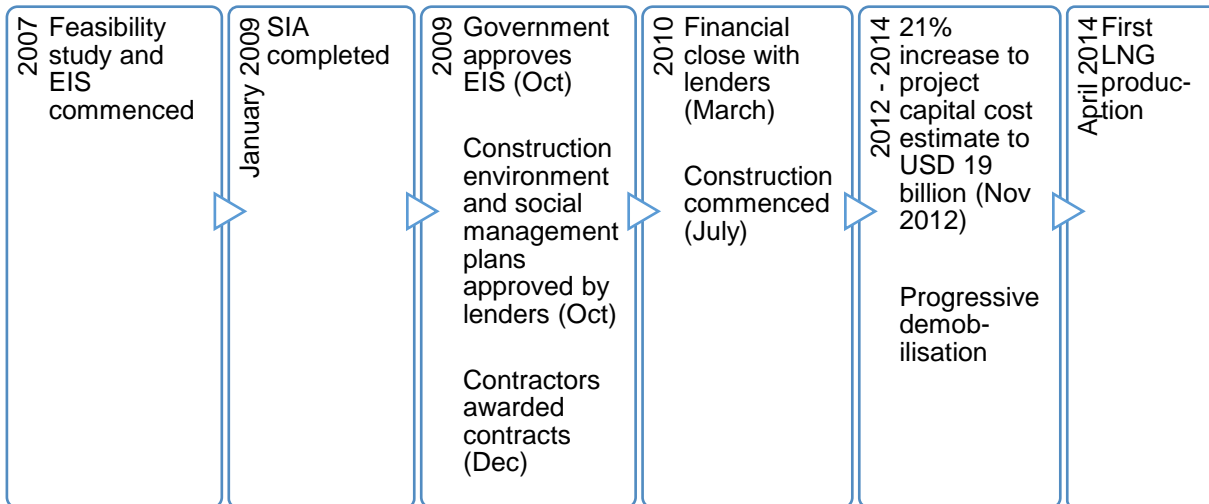 2007
Feasibility
study and
EIS
commenced
January 2009
SIA
completed
2009
Government
approves
EIS (Oct)
Construction
environment
and social
management
plans
approved by
lenders (Oct)
Contractors
awarded
contracts
(Dec)
2010
Financial
close with
lenders
(March)
Construction
commenced
(July)
2012 - 2014
21%
increase to
project
capital cost
estimate to
USD 19
billion (Nov
2012)
Progressive
demob-
ilisation
April 2014
First
LNG
produc-
tion